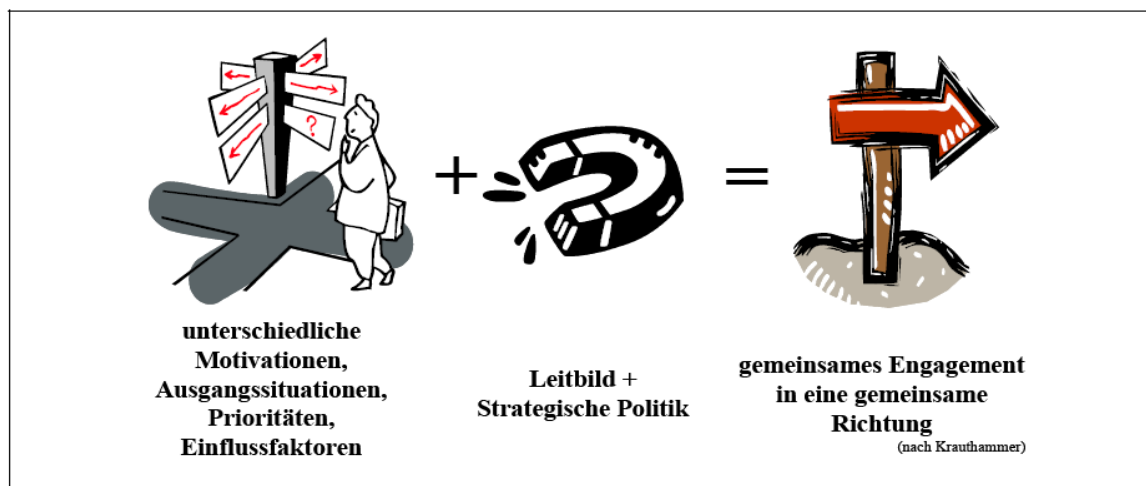 ?
+
=
unterschiedliche
Motivationen,
Ausgangssituationen,
Prioritäten,
Einflussfaktoren
Leitbild +
Strategische Politik
gemeinsames Engagement
in eine gemeinsame
Richtung
(nach Krauthammer)